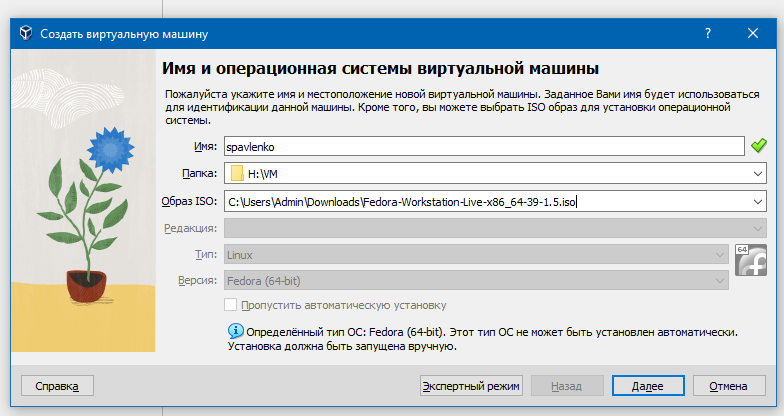 Создать виртуальную машину
Имя и операционная системы виртуальной машины
Пожалуйста укажите имя и местоположение новой виртуальной машины. Заданное Вами имя будет использоваться
для идентификации данной машины. Кроме того, вы можете выбрать ISO образ для установки операционной
системы.
Имя: spavlenko
Папка: H:\VM
Образ ISO: C:\Users\Admin\Downloads\Fedora-Workstation-Live-x86_64-39-1.5.iso
Редакция:
Тип: Linux
64
Версия: Fedora (64-bit)
Пропустить автоматическую установку
Определённый тип ОС: Fedora (64-bit). Этот тип ОС не может быть установлен автоматически.
Установка должна быть запущена вручную.
Справка Экспертный режим Назад Далее Отмена